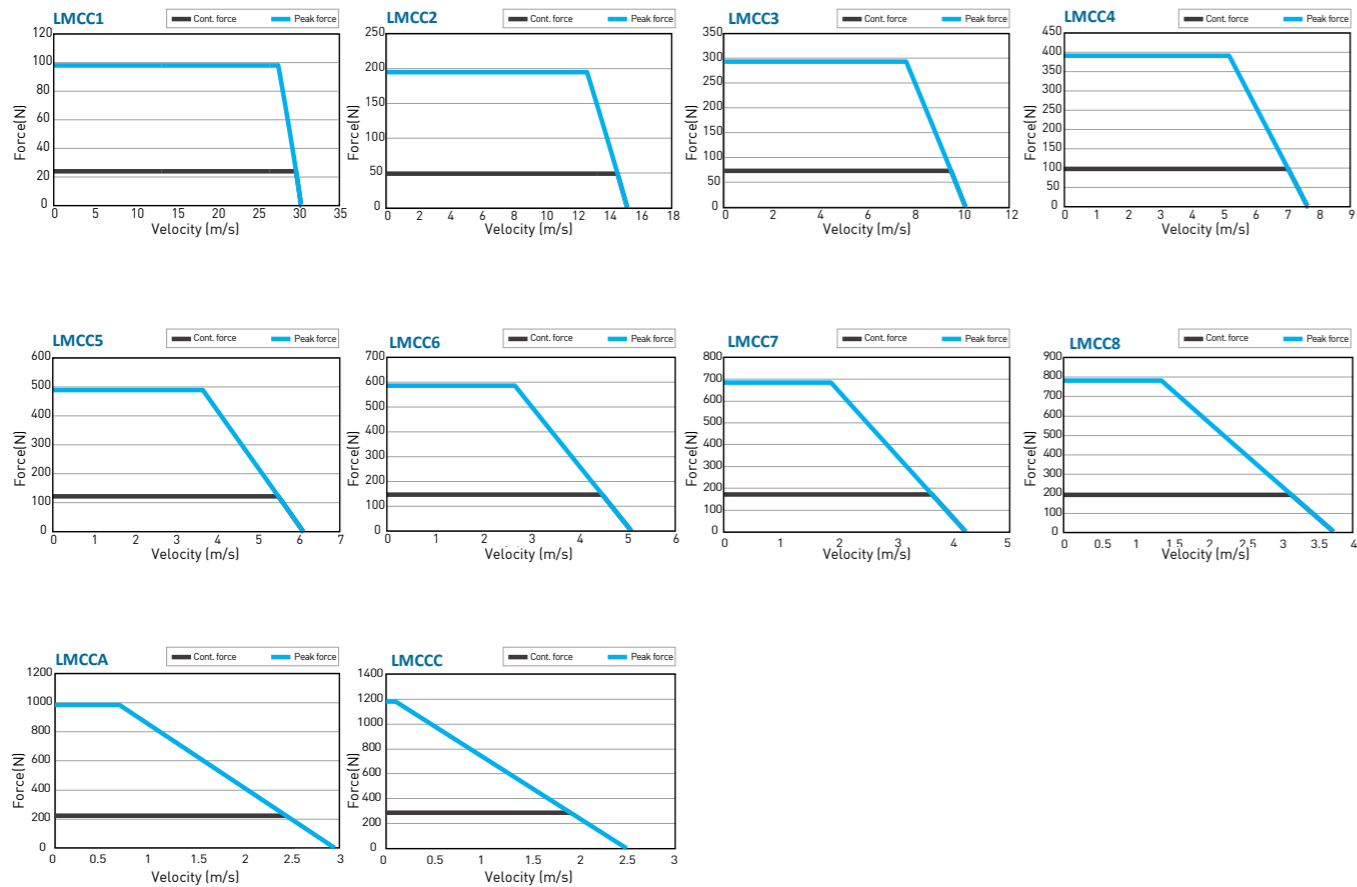 LMCC1 Cont. force Peak force
120
100
80
60
40
20
0
Force(N)
0 5 10 15 20 25 30 35
Velocity (m/s)
LMCC2 Cont. force Peak force
250
200
150
100
50
0
Force(N)
0 2 4 6 8 10 12 14 16 18
Velocity (m/s)
LMCC3 Cont. force Peak force
350
300
250
200
150
100
50
0
Force(N)
0 2 4 6 8 10 12
Velocity (m/s)
LMCC4 Cont. force Peak force
450
400
350
300
250
200
150
100
50
0
Force(N)
0 1 2 3 4 5 6 7 8 9
Velocity (m/s)
LMCC5 Cont. force Peak force
600
500
400
300
200
100
0
Force(N)
0 1 2 3 4 5 6 7
Velocity (m/s)
LMCC6 Cont. force Peak force
700
600
500
400
300
200
100
0
Force(N)
0 1 2 3 4 5 6
Velocity (m/s)
LMCC7 Cont. force Peak force
800
700
600
500
400
300
200
100
0
Force(N)
0 1 2 3 4 5
Velocity (m/s)
LMCC8 Cont. force Peak force
900
800
700
600
500
400
300
200
100
0
Force(N)
0 0.5 1 1.5 2 2.5 3 3.5 4
Velocity (m/s)
LMCCA Cont. force Peak force
1200
1000
800
600
400
200
0
Force(N)
0 0.5 1 1.5 2 2.5 3
Velocity (m/s)
LMCCC Cont. force Peak force
1400
1200
1000
800
600
400
200
0
Force(N)
0 0.5 1 1.5 2 2.5 3
Velocity (m/s)